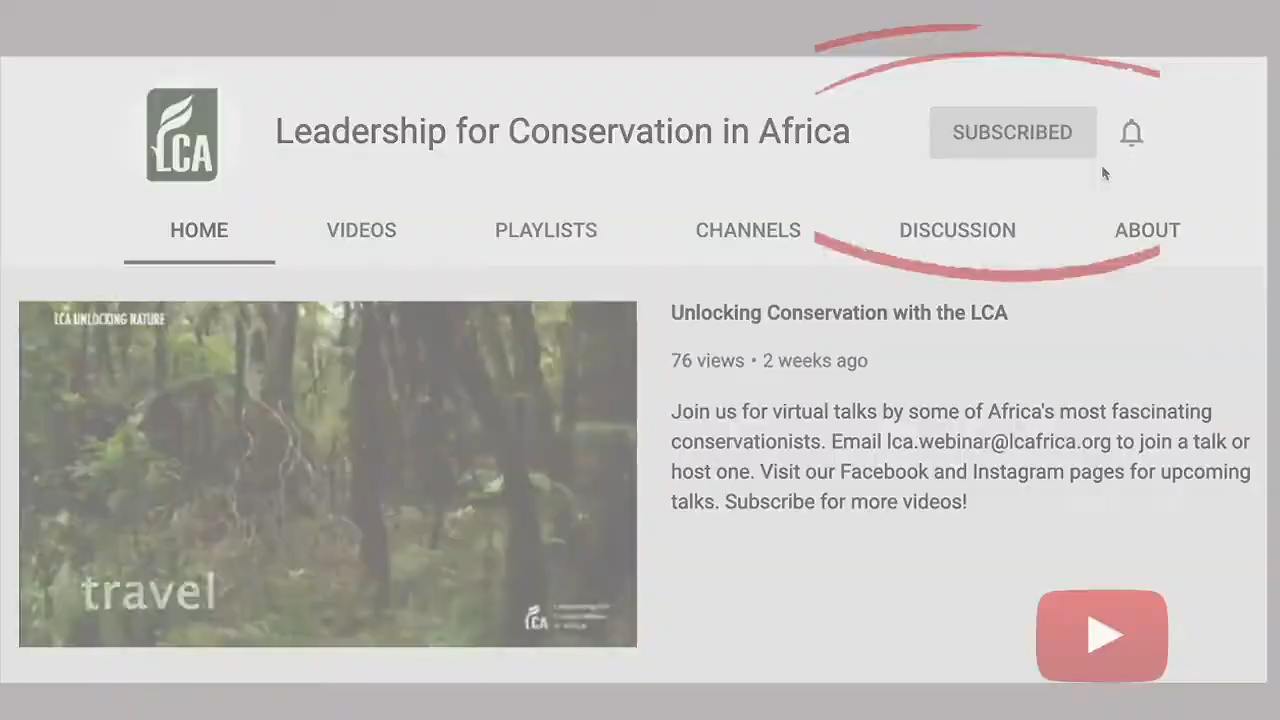 LCA
Leadership for Conservation in Africa
SUBSCRIBED
HOME
VIDEOS
PLAYLISTS
CHANNELS
DISCUSSION
ABOUT
LCA UNLOCKING NATURE
travel
LCA
Unlocking Conservation with the LCA
76 views • 2 weeks ago
Join us for virtual talks by some of Africa's most fascinating
conservationists. Email lca.webinar@lcafrica.org to join a talk or
host one. Visit our Facebook and Instagram pages for upcoming
talks. Subscribe for more videos!